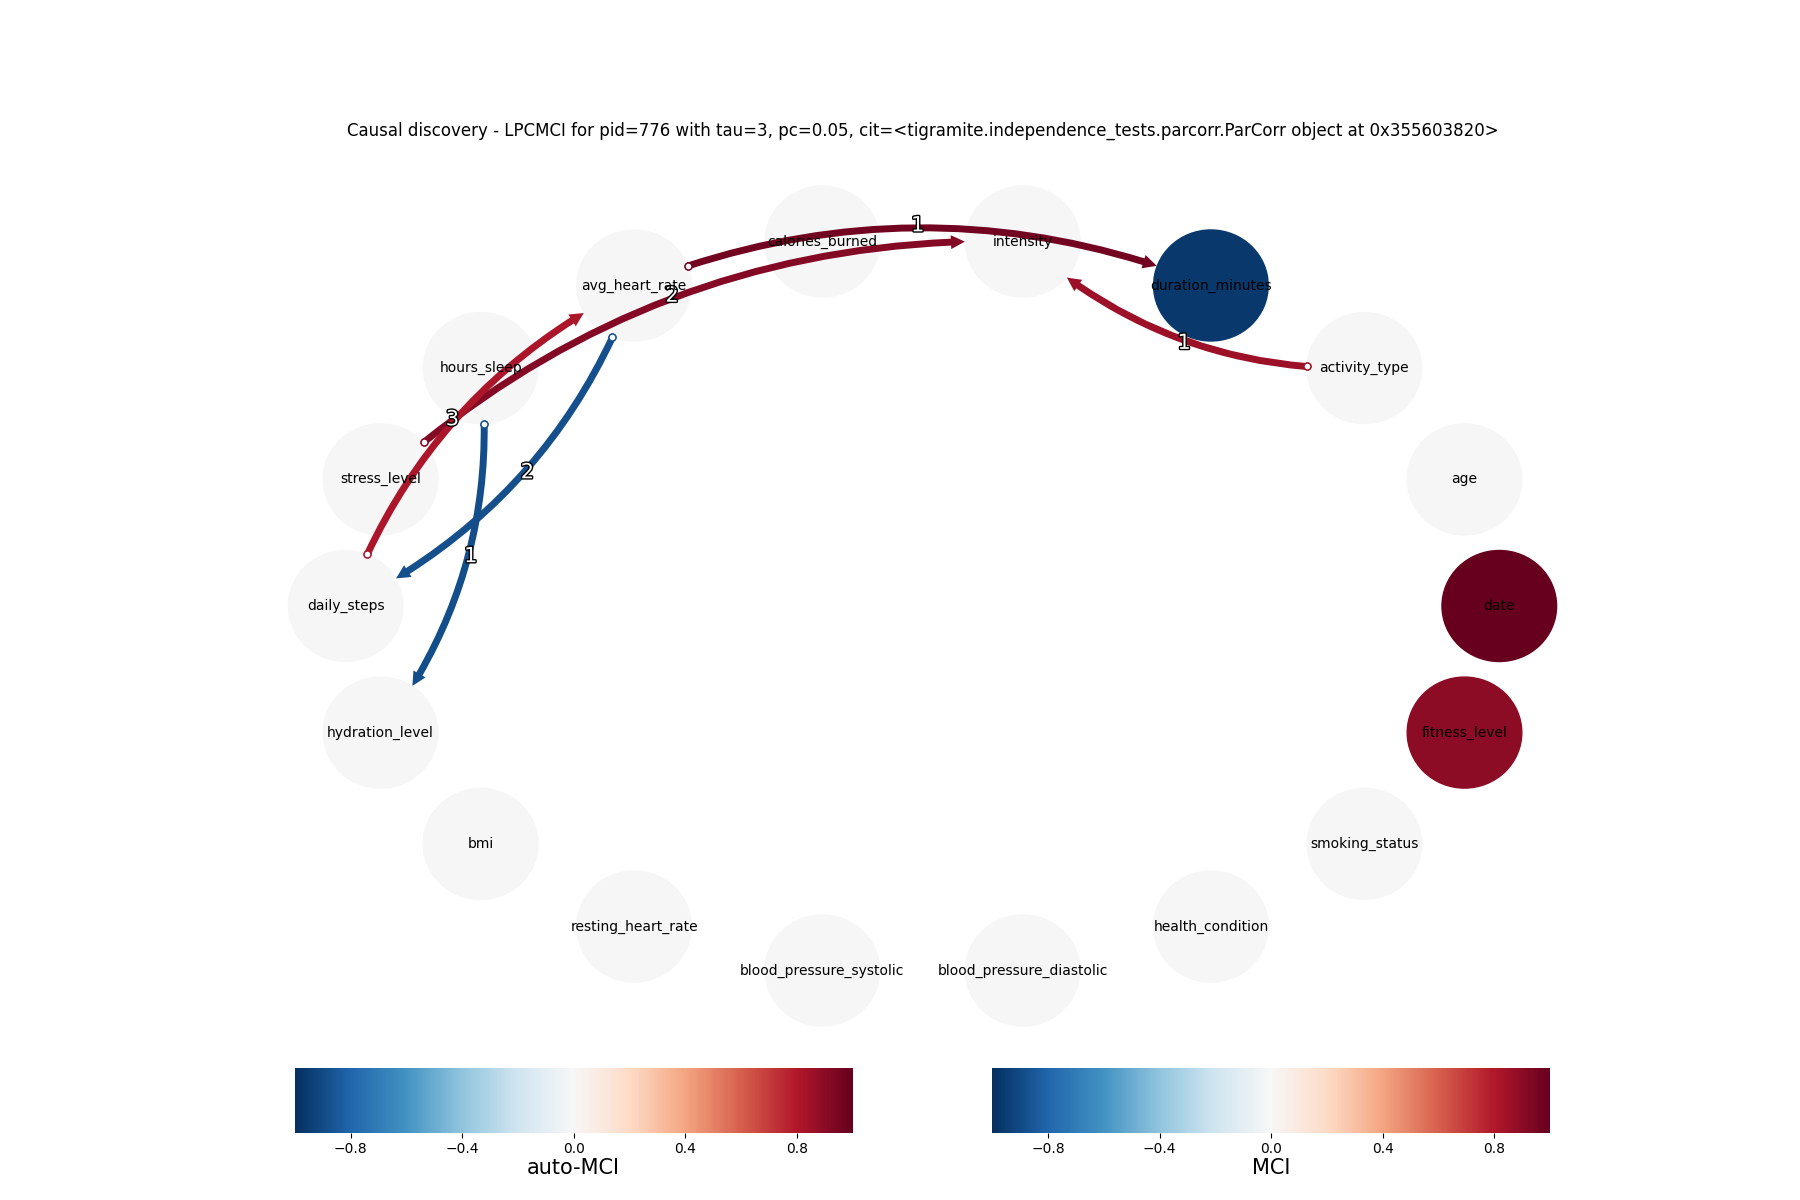 Causal discovery - LPCMCI for pid=776 with tau=3, pc=0.05, cit=<tigramite.independence_tests.parcorr.ParCorr object at 0x355603820>
1
calories_burned
intensity
avg_heart_rate
2
duration_minutes
1
hours_sleep
activity_type
3
stress_level
2
age
1
daily_steps
date
hydration_level
fitness_level
bmi
smoking_status
resting_heart_rate
health_condition
blood_pressure_systolic
blood_pressure_diastolic
−0.8 −0.4 0.0 0.4 0.8
auto-MCI
−0.8 −0.4 0.0 0.4 0.8
MCI